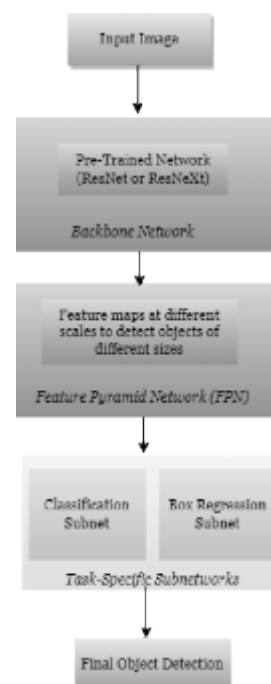 Input Image
Pre-Trained Network
(ResNet or ResNeXt)
Backbone Network
Feature maps at different
scales to detect objects of
different sizes
Feature Pyramid Network (FPN)
Classification
Subnet
Box Regression
Subnet
Task-Specific Subnetworks
Final Object Detection